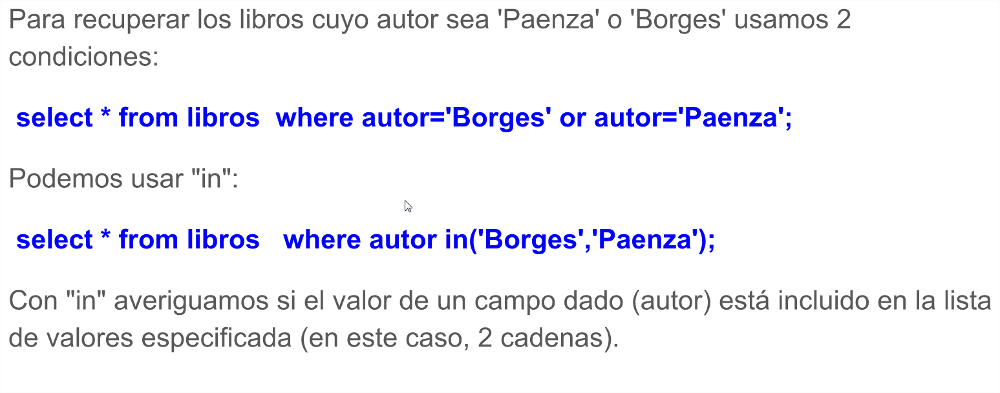 Para recuperar los libros cuyo autor sea 'Paenza' o 'Borges' usamos 2
condiciones:
select * from libros  where autor='Borges' or autor='Paenza';
Podemos usar "in":
select * from libros   where autor in('Borges','Paenza');
Con "in" averiguamos si el valor de un campo dado (autor) está incluido en la lista
de valores especificada (en este caso, 2 cadenas).